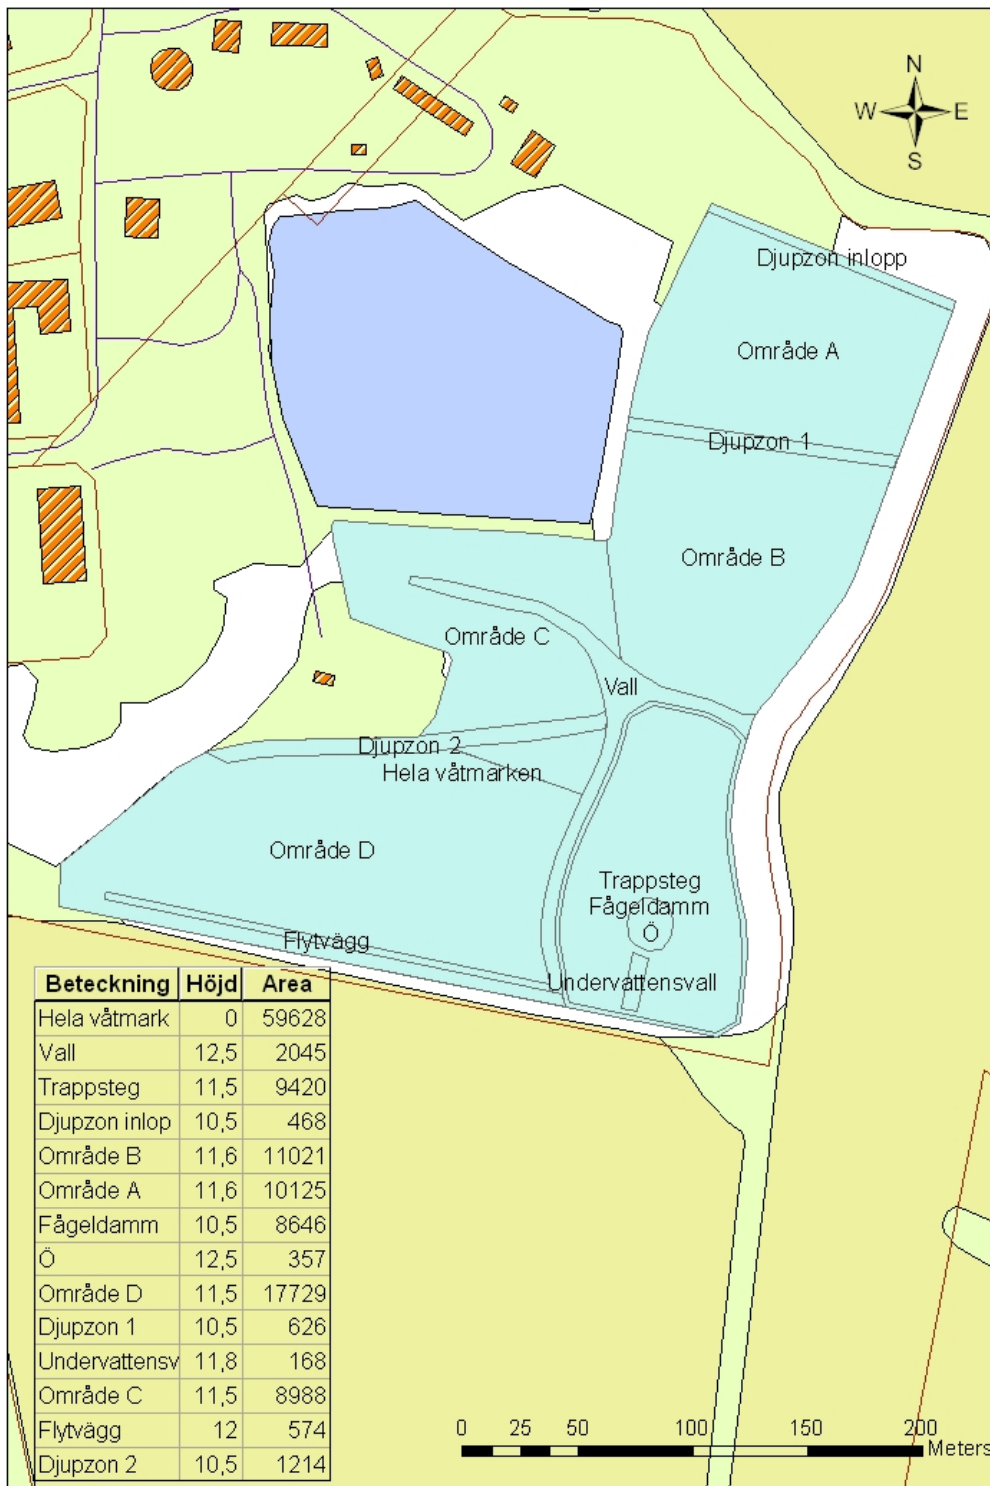 N
W E
S
Djupzon inlopp
Område A
Djupzon 1
Område B
Område C
Vall
Djupzon 2
Hela våtmarken
Område D
Trappsteg
Fågeldamm
Ö
Flytvägg
Undervattensvall
Beteckning Höjd Area
Hela våtmark 0 59628
Vall 12,5 2045
Trappsteg 11,5 9420
Djupzon inlop 10,5 468
Område B 11,6 11021
Område A 11,6 10125
Fågeldamm 10,5 8646
Ö 12,5 357
Område D 11,5 17729
Djupzon 1 10,5 626
Undervattensv 11,8 168
Område C 11,5 8988
Flytvägg 12 574
Djupzon 2 10,5 1214
0 25 50 100 150 200
Meters